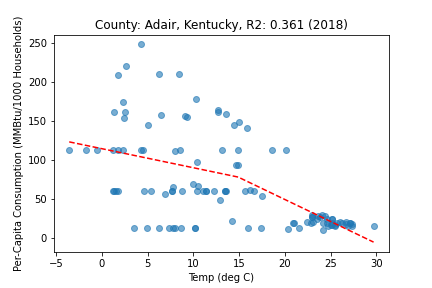 County: Adair, Kentucky, R2: 0.361 (2018)
Per-Capita Consumption (MMBtu/1000 Households)
250
200
150
100
50
0
−5 0 5 10 15 20 25 30
Temp (deg C)